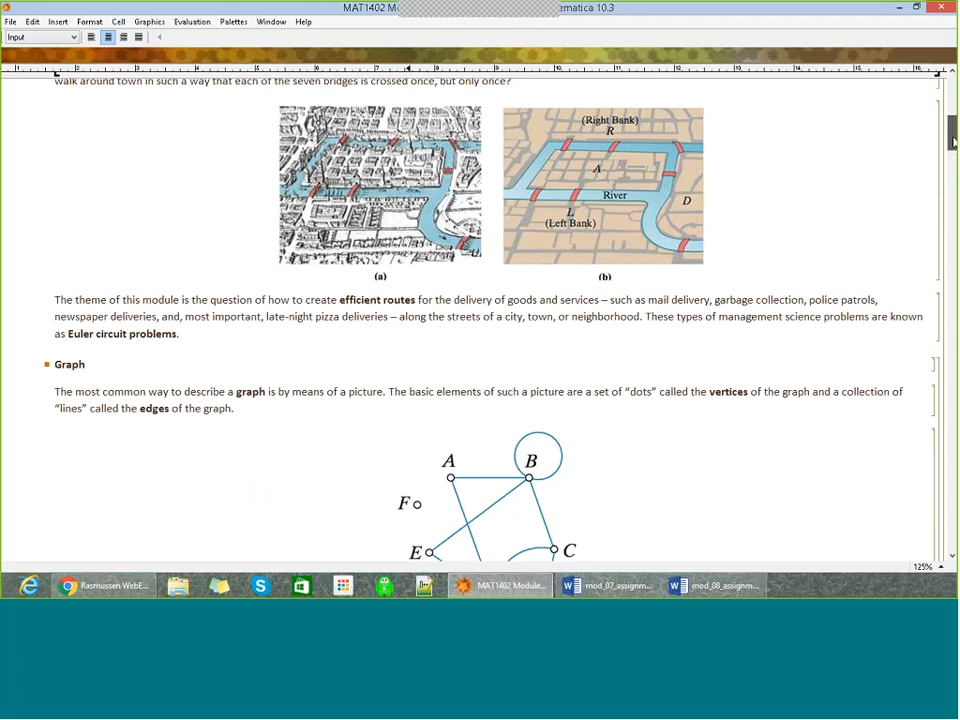 MAT1402 M
ematica 10.3
File Edit Insert Format Cell Graphics Evaluation Palettes Window Help
Input
walk around town in such a way that each of the seven bridges is crossed once, but only once?
(Right Bank)
R
A
River
D
L
(Left Bank)
(a) (b)
The theme of this module is the question of how to create efficient routes for the delivery of goods and services – such as mail delivery, garbage collection, police patrols,
newspaper deliveries, and, most important, late-night pizza deliveries – along the streets of a city, town, or neighborhood. These types of management science problems are known
as Euler circuit problems.
Graph
The most common way to describe a graph is by means of a picture. The basic elements of such a picture are a set of “dots” called the vertices of the graph and a collection of
“lines” called the edges of the graph.
A B
F
E C
125%
Rasmussen WebE... MAT1402 Module... mod_07_assignm... mod_08_assignm...